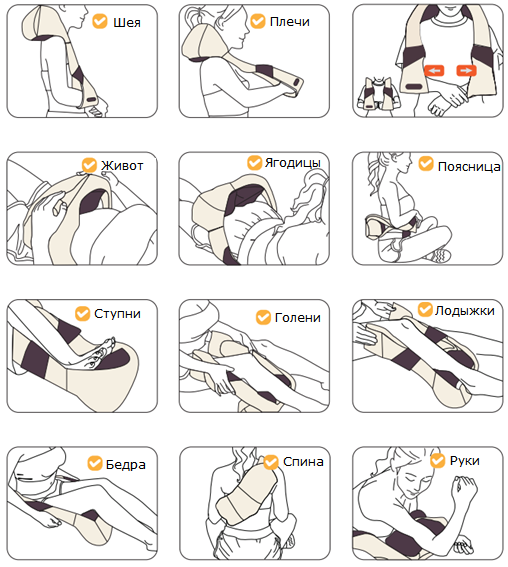 Шея
Плечи
Живот
Ягодицы
Поясница
Ступни
Голени
Лодыжки
Бедра
Спина
Руки